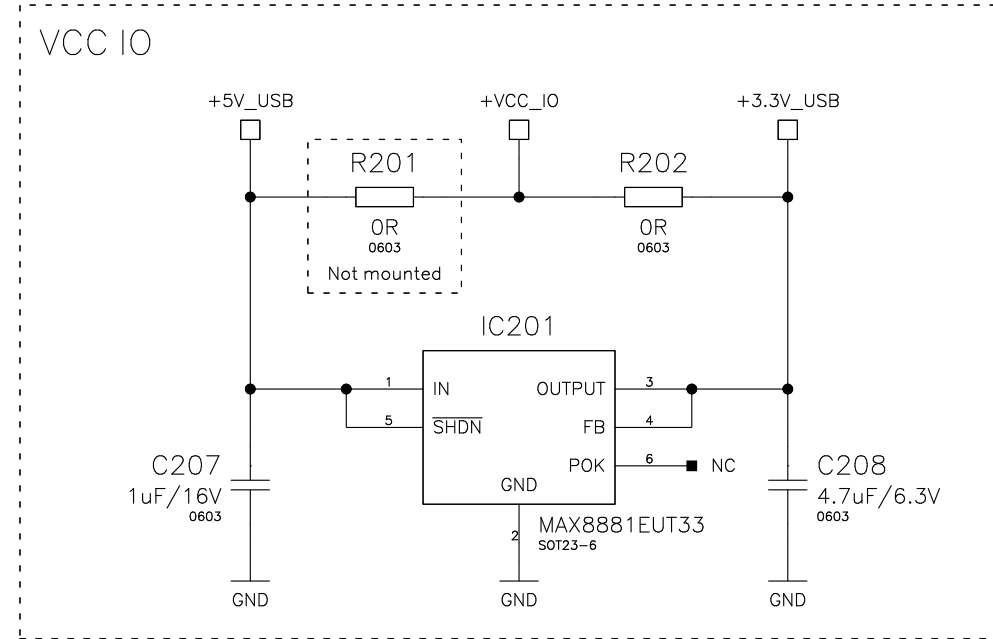 VCC IO
+5V_USB
+VCC_IO
+3.3V_USB
R201
R202
0R
0603
0R
0603
Not mounted
IC201
1
IN
OUTPUT
3
5
SHDN
FB
4
POK
6
NC
GND
C207
1uF/16V
0603
C208
4.7uF/6.3V
0603
2
MAX8881EUT33
SOT23-6
GND
GND
GND